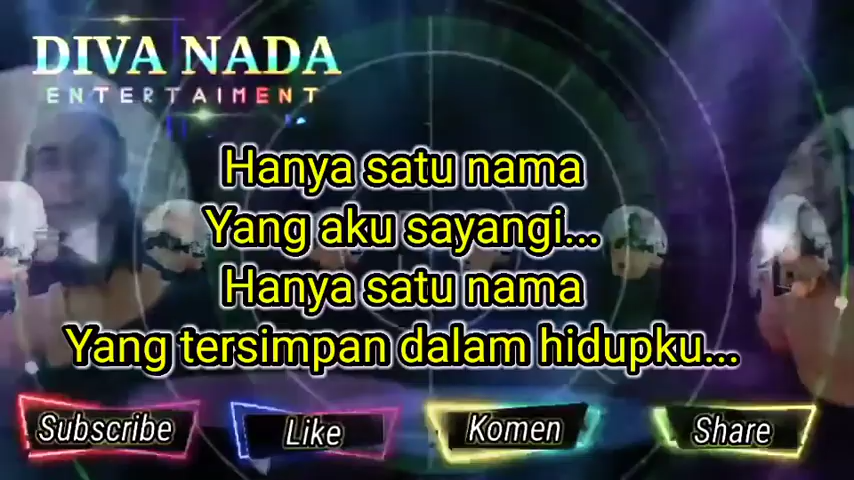 DIVA NADA
ENTERTAIMENT
Hanya satu nama
Yang aku sayangi...
Hanya satu nama
Yang tersimpan dalam hidupku...
Subscribe
Like
Komen
Share